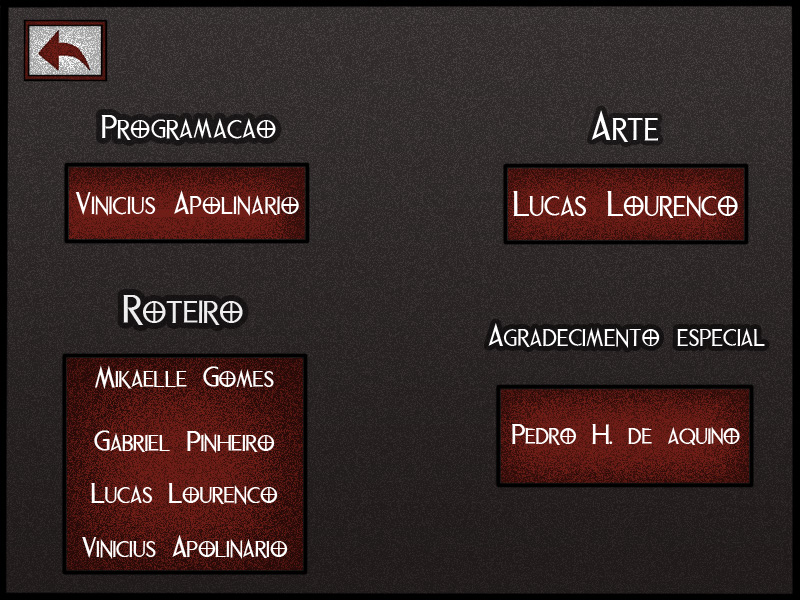 Programacao
Vinicius Apolinario
Arte
Lucas Lourenco
Roteiro
Mikaelle Gomes
Gabriel Pinheiro
Lucas Lourenco
Vinicius Apolinario
Agradecimento especial
Pedro H. de aquino